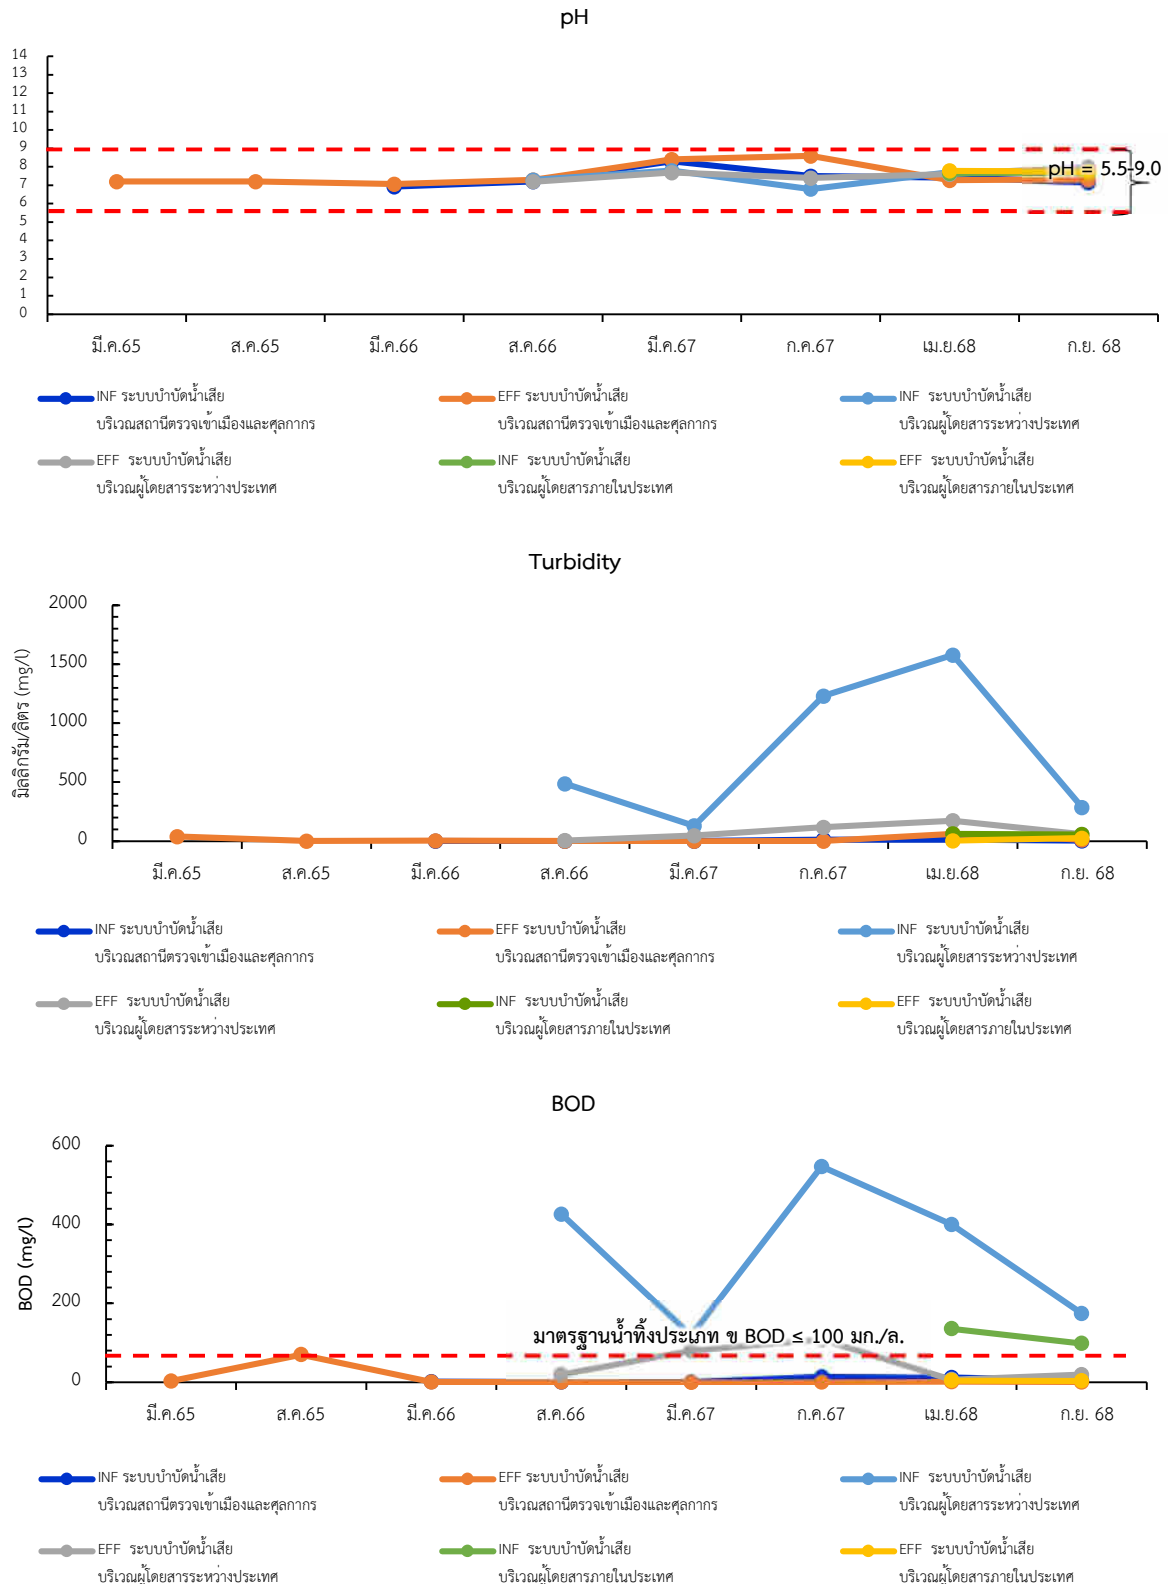 pH
14
13
12
11
10
9
8
7
6
5
4
3
2
1
0
pH = 5.5-9.0
มี.ค.65 ส.ค.65 มี.ค.66 ส.ค.66 มี.ค.67 ก.ค.67 เม.ย.68 ก.ย. 68
INF ระบบบำบัดน้ำเสีย
บริเวณสถานีตรวจเข้าเมืองและศุลกากร
EFF ระบบบำบัดน้ำเสีย
บริเวณสถานีตรวจเข้าเมืองและศุลกากร
INF ระบบบำบัดน้ำเสีย
บริเวณผู้โดยสารระหว่างประเทศ
EFF ระบบบำบัดน้ำเสีย
บริเวณผู้โดยสารระหว่างประเทศ
INF ระบบบำบัดน้ำเสีย
บริเวณผู้โดยสารภายในประเทศ
EFF ระบบบำบัดน้ำเสีย
บริเวณผู้โดยสารภายในประเทศ
Turbidity
มิลลิกรัม/ลิตร (mg/l)
2000
1500
1000
500
0
มี.ค.65 ส.ค.65 มี.ค.66 ส.ค.66 มี.ค.67 ก.ค.67 เม.ย.68 ก.ย. 68
INF ระบบบำบัดน้ำเสีย
บริเวณสถานีตรวจเข้าเมืองและศุลกากร
EFF ระบบบำบัดน้ำเสีย
บริเวณสถานีตรวจเข้าเมืองและศุลกากร
INF ระบบบำบัดน้ำเสีย
บริเวณผู้โดยสารระหว่างประเทศ
EFF ระบบบำบัดน้ำเสีย
บริเวณผู้โดยสารระหว่างประเทศ
INF ระบบบำบัดน้ำเสีย
บริเวณผู้โดยสารภายในประเทศ
EFF ระบบบำบัดน้ำเสีย
บริเวณผู้โดยสารภายในประเทศ
BOD
BOD (mg/l)
600
400
200
0
มาตรฐานน้ำทิ้งประเภท ข BOD ≤ 100 มก./ล.
มี.ค.65 ส.ค.65 มี.ค.66 ส.ค.66 มี.ค.67 ก.ค.67 เม.ย.68 ก.ย. 68
INF ระบบบำบัดน้ำเสีย
บริเวณสถานตรวจเข้าเมืองและศุลกากร
EFF ระบบบำบัดน้ำเสีย
บริเวณสถานีตรวจเข้าเมืองและศุลกากร
INF ระบบบำบัดน้ำเสีย
บริเวณผู้โดยสารระหว่างประเทศ
EFF ระบบบำบัดน้ำเสีย
บริเวณผู้โดยสารระหว่างประเทศ
INF ระบบบำบัดน้ำเสีย
บริเวณผู้โดยสารภายในประเทศ
EFF ระบบบำบัดน้ำเสีย
บริเวณผู้โดยสารภายในประเทศ